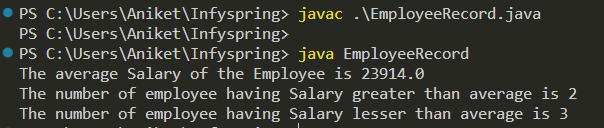 PS C:\Users\Aniket\Infyspring> javac .\EmployeeRecord.java
PS C:\Users\Aniket\Infyspring>
PS C:\Users\Aniket\Infyspring> java EmployeeRecord
The average Salary of the Employee is 23914.0
The number of employee having Salary greater than average is 2
The number of employee having Salary lesser than average is 3